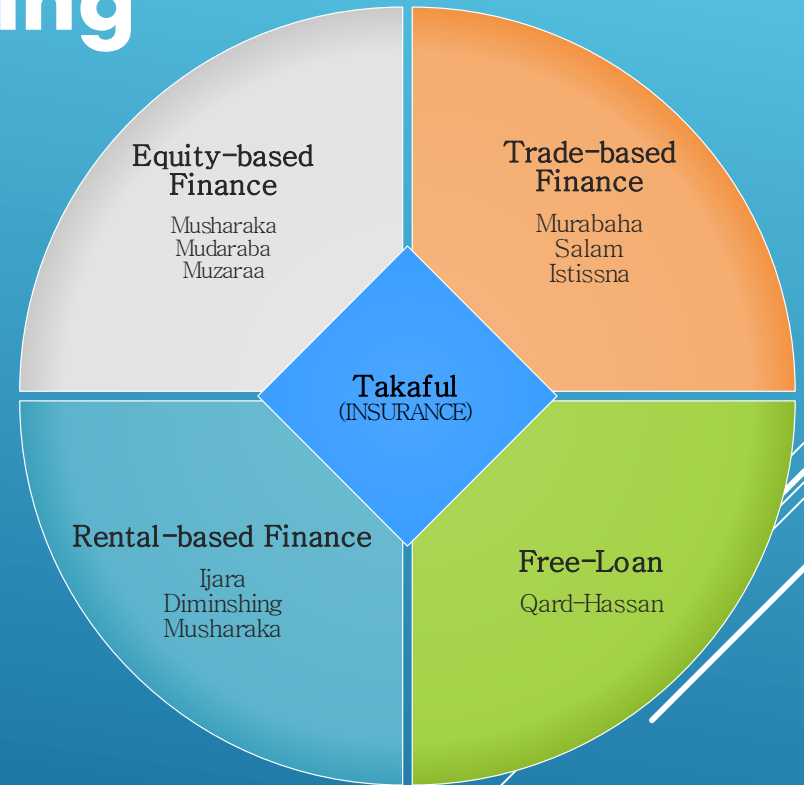 ing
Equity-based
Finance
Musharaka
Mudaraba
Muzaraa
Trade-based
Finance
Murabaha
Salam
Istissna
Takaful
(INSURANCE)
Rental-based Finance
Ijara
Diminshing
Musharaka
Free-Loan
Qard-Hassan